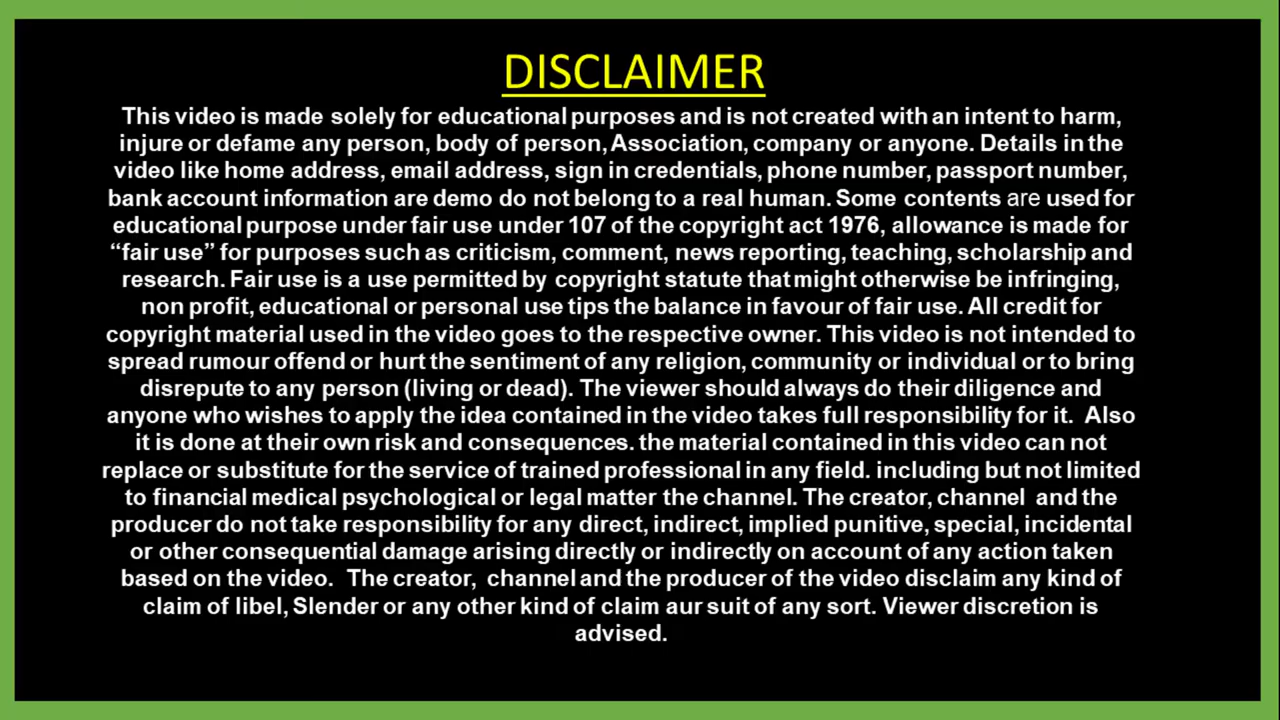 DISCLAIMER
This video is made solely for educational purposes and is not created with an intent to harm,
injure or defame any person, body of person, Association, company or anyone. Details in the
video like home address, email address, sign in credentials, phone number, passport number,
bank account information are demo do not belong to a real human. Some contents are used for
educational purpose under fair use under 107 of the copyright act 1976, allowance is made for
“fair use” for purposes such as criticism, comment, news reporting, teaching, scholarship and
research. Fair use is a use permitted by copyright statute that might otherwise be infringing,
non profit, educational or personal use tips the balance in favour of fair use. All credit for
copyright material used in the video goes to the respective owner. This video is not intended to
spread rumour offend or hurt the sentiment of any religion, community or individual or to bring
disrepute to any person (living or dead). The viewer should always do their diligence and
anyone who wishes to apply the idea contained in the video takes full responsibility for it. Also
it is done at their own risk and consequences. the material contained in this video can not
replace or substitute for the service of trained professional in any field. including but not limited
to financial medical psychological or legal matter the channel. The creator, channel and the
producer do not take responsibility for any direct, indirect, implied punitive, special, incidental
or other consequential damage arising directly or indirectly on account of any action taken
based on the video. The creator, channel and the producer of the video disclaim any kind of
claim of libel, Slender or any other kind of claim aur suit of any sort. Viewer discretion is
advised.